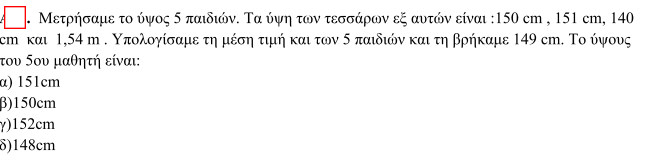 . Μετρήσαμε το ύψος 5 παιδιών. Τα ύψη των τεσσάρων εξ αυτών είναι :150 cm , 151 cm, 140
cm και 1,54 m . Υπολογίσαμε τη μέση τιμή και των 5 παιδιών και τη βρήκαμε 149 cm. Το ύψους
του 5ου μαθητή είναι:
α) 151cm
β)150cm
γ)152cm
δ)148cm